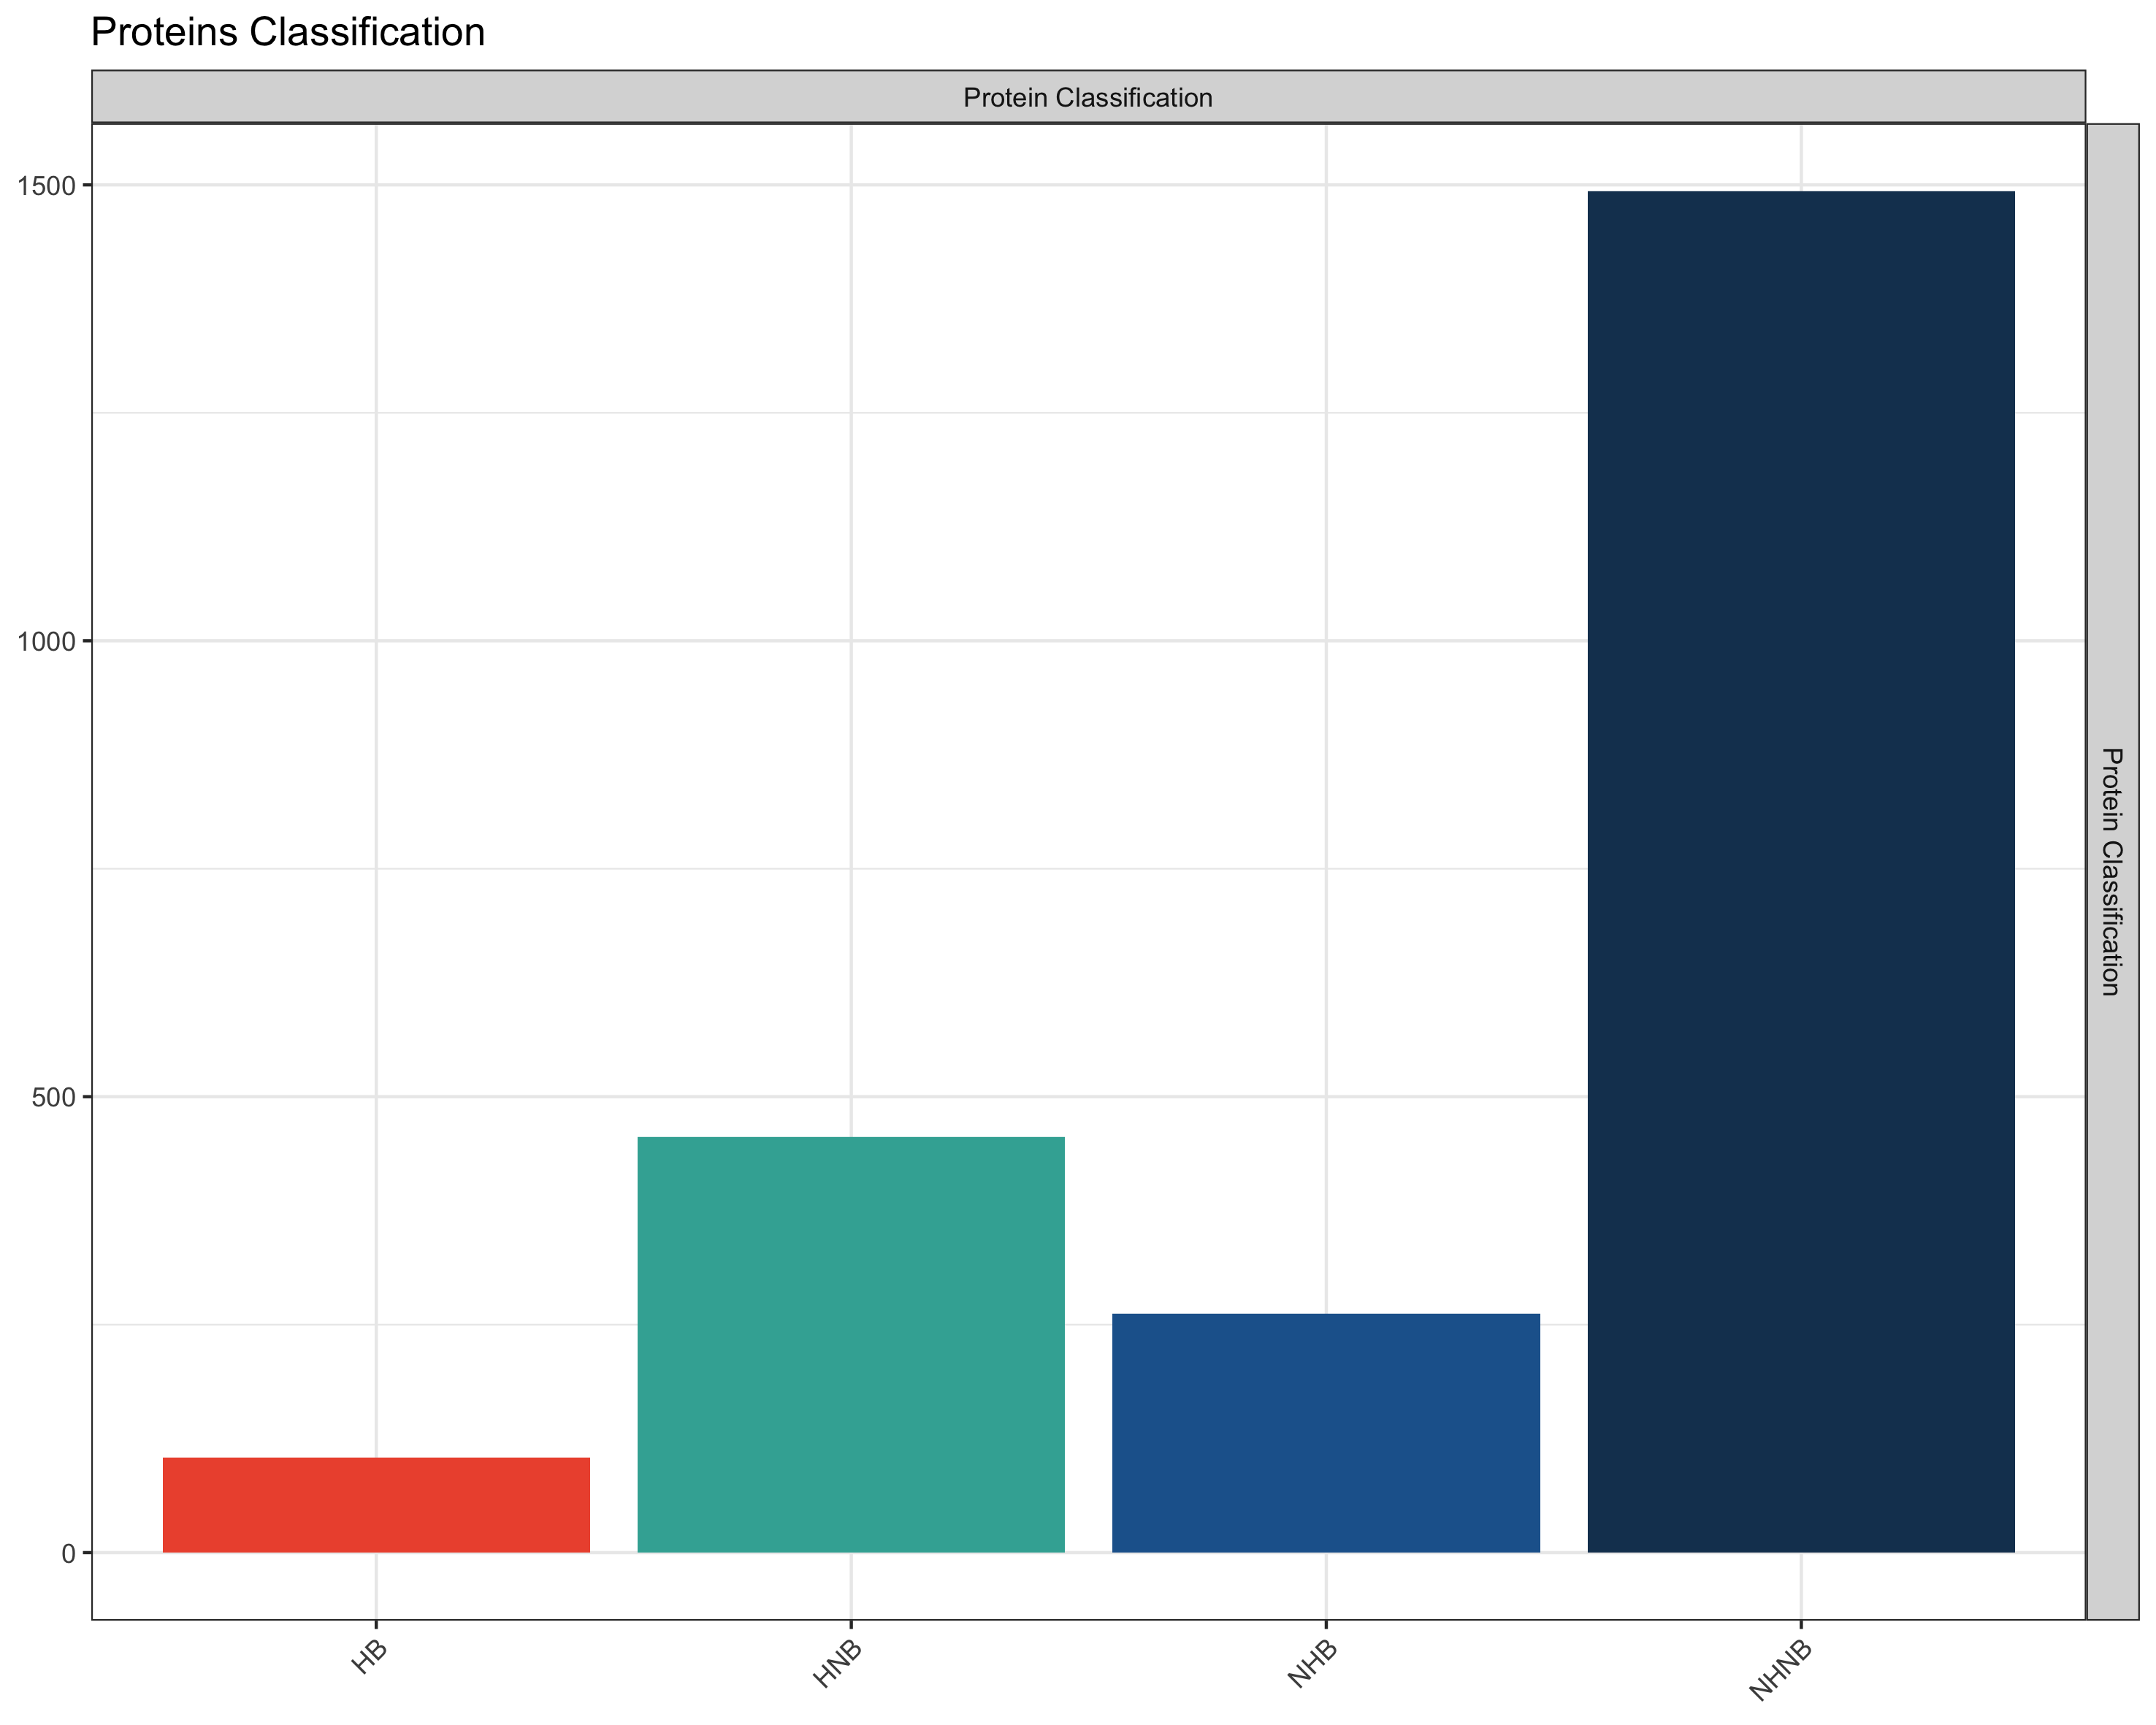 Proteins Classification
Protein Classification
1500
1000
500
0
Protein Classification
HB
HNB
NHB
NHNB